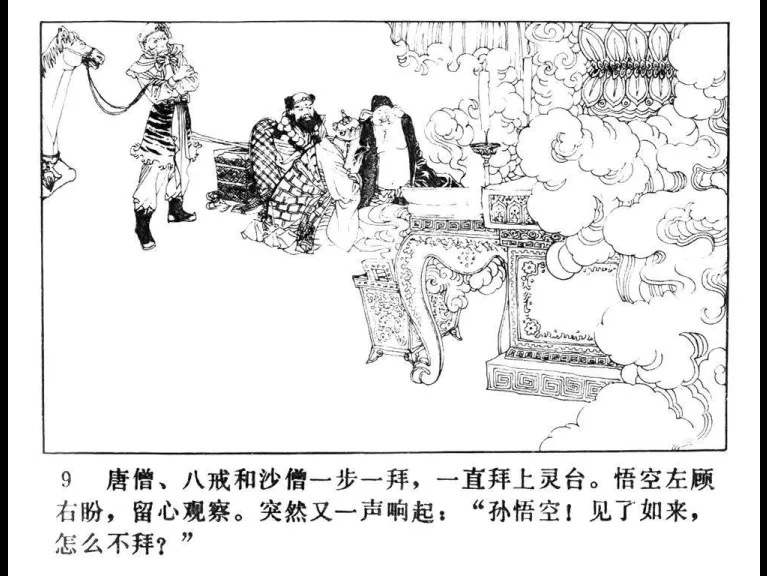 9 唐僧、八戒和沙僧一步一拜，一直拜上灵台。悟空左顾
右盼，留心观察。突然又一声响起：“孙悟空！见了如来，
怎么不拜？”